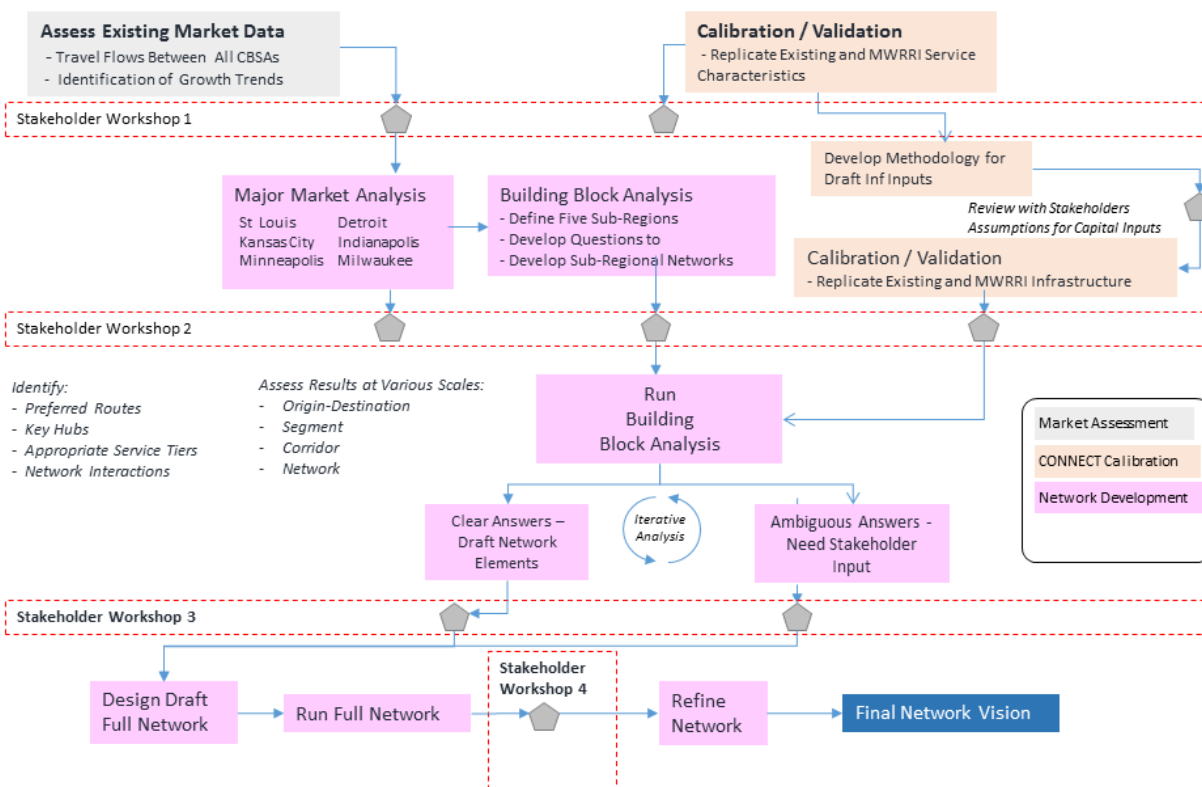 Assess Existing Market Data
- Travel Flows Between All CBSAs
- Identification of Growth Trends
Calibration / Validation
- Replicate Existing and MWRRI Service
Characteristics
Stakeholder Workshop 1
Develop Methodology for
Draft Inf Inputs
Major Market Analysis
St Louis Detroit
Kansas City Indianapolis
Minneapolis Milwaukee
Building Block Analysis
- Define Five Sub-Regions
- Develop Questions to
- Develop Sub-Regional Networks
Review with Stakeholders
Assumptions for Capital Inputs
Calibration / Validation
- Replicate Existing and MWRRI Infrastructure
Stakeholder Workshop 2
Identify:
- Preferred Routes
- Key Hubs
- Appropriate Service Tiers
- Network Interactions
Assess Results at Various Scales:
- Origin-Destination
- Segment
- Corridor
- Network
Run
Building
Block Analysis
Market Assessment
CONNECT Calibration
Network Development
Clear Answers –
Draft Network
Elements
Iterative
Analysis
Ambiguous Answers -
Need Stakeholder
Input
Stakeholder Workshop 3
Stakeholder
Workshop 4
Design Draft
Full Network
Run Full Network
Refine
Network
Final Network Vision